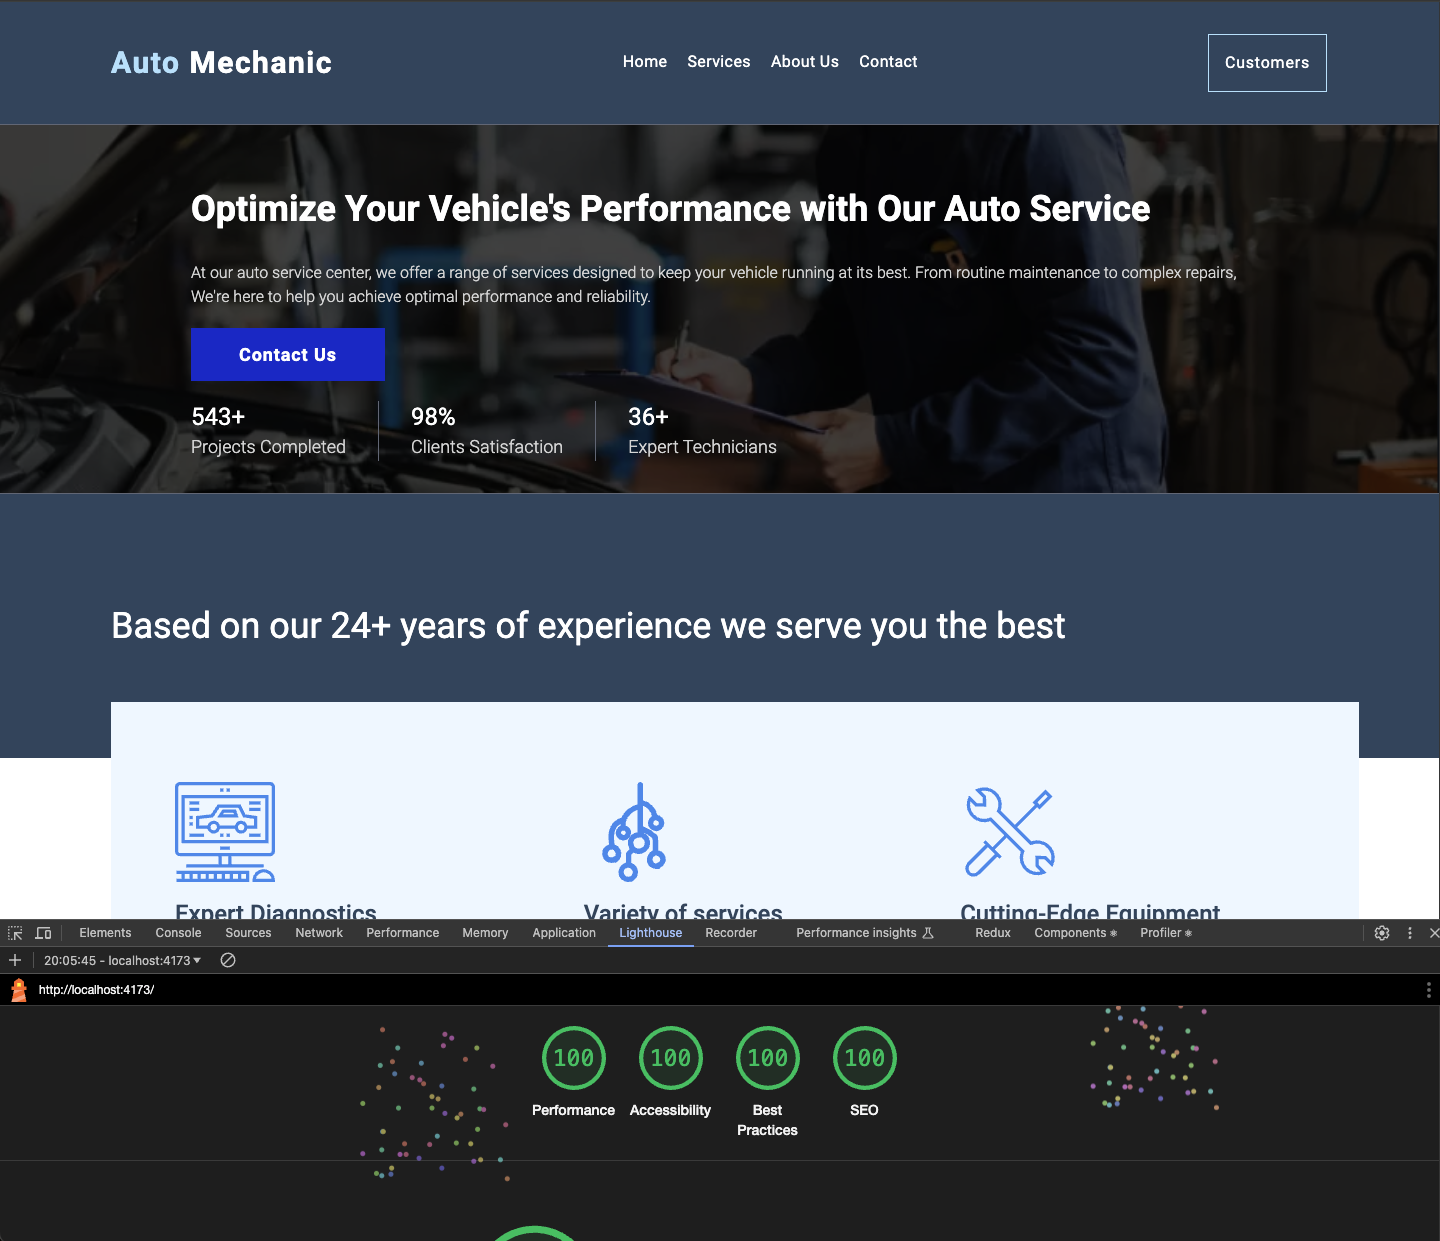 Auto Mechanic
Home Services About Us Contact
Customers
Optimize Your Vehicle's Performance with Our Auto Service
At our auto service center, we offer a range of services designed to keep your vehicle running at its best. From routine maintenance to complex repairs,
We're here to help you achieve optimal performance and reliability.
Contact Us
543+ 98% 36+
Projects Completed Clients Satisfaction Expert Technicians
Based on our 24+ years of experience we serve you the best
Expert Diagnostics Variety of services Cutting-Edge Equipment
Elements Console Sources Network Performance Memory Application Lighthouse Recorder Performance insights Redux Components Profiler
20:05:45 - localhost:4173
http://localhost:4173/
100 100 100 100
Performance Accessibility Best SEO
Practices